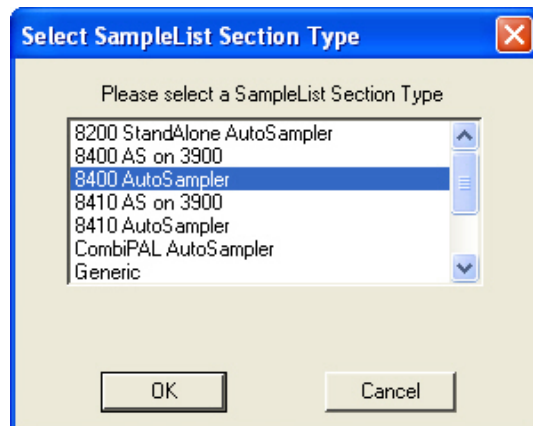 Select SampleList Section Type
Please select a SampleList Section Type
8200 StandAlone AutoSampler
8400 AS on 3900
8400 AutoSampler
8410 AS on 3900
8410 AutoSampler
CombiPAL AutoSampler
Generic
OK Cancel